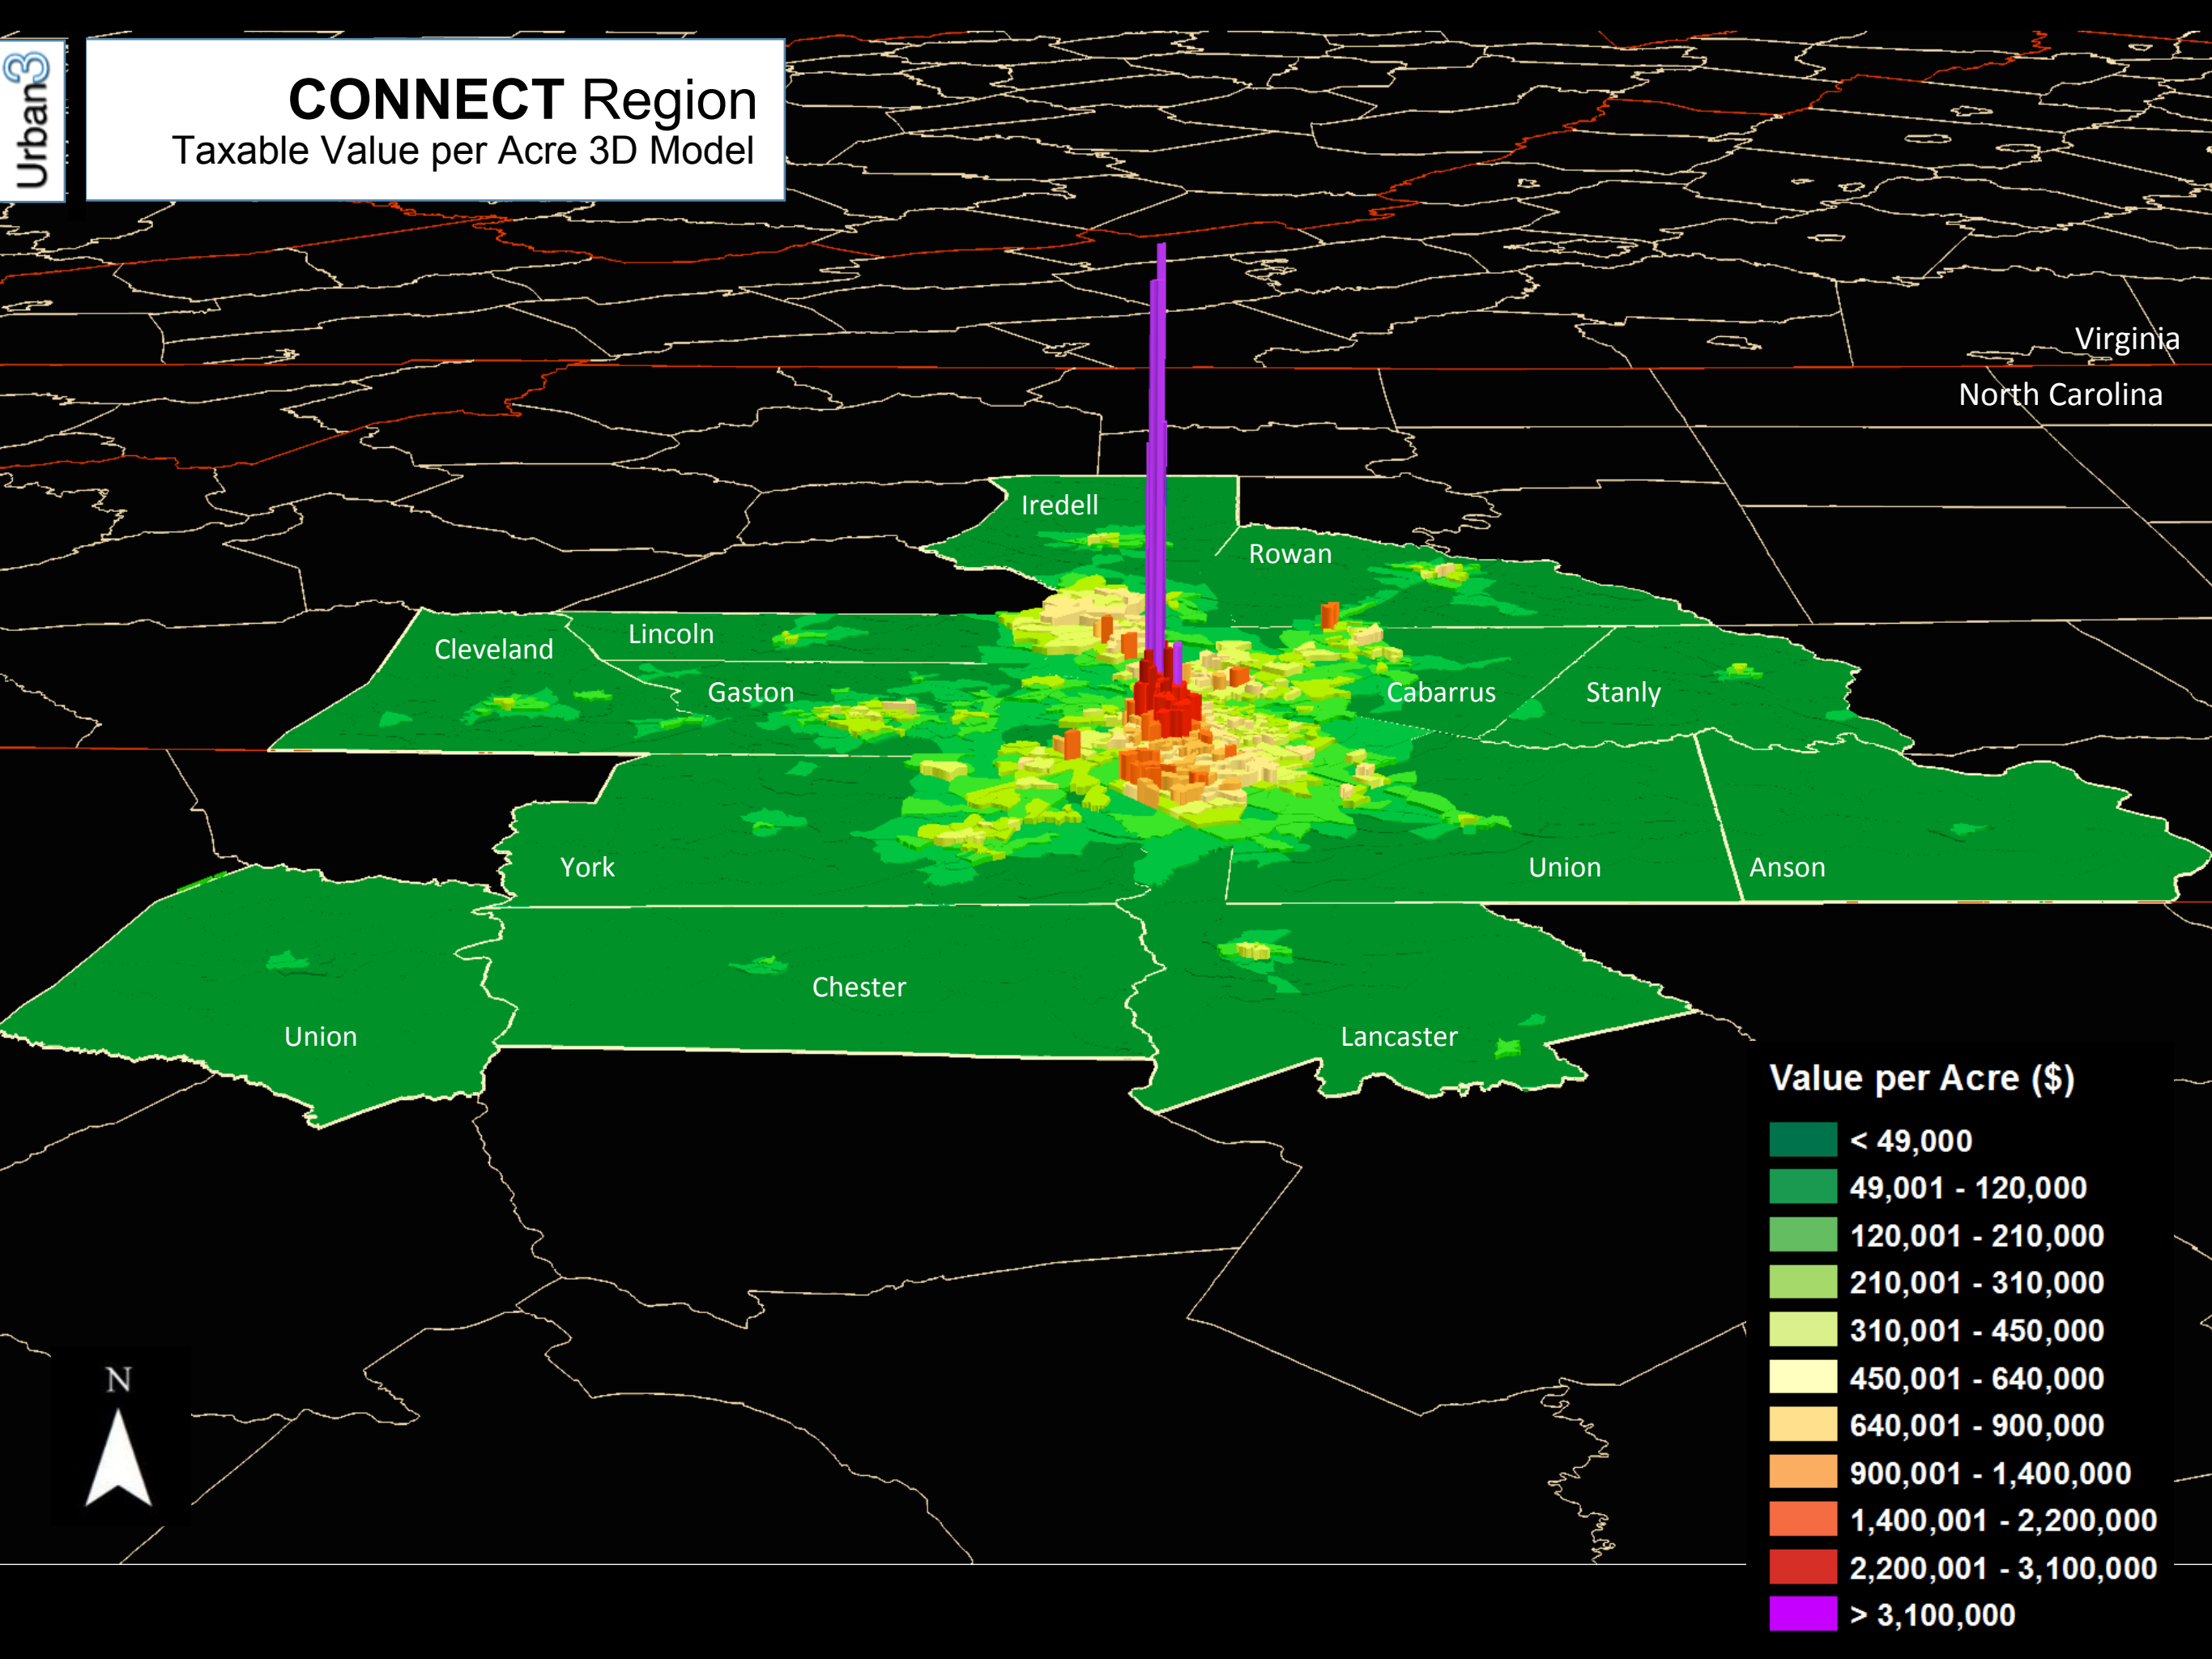 Urban3
CONNECT Region
Taxable Value per Acre 3D Model
Virginia
North Carolina
Iredell
Rowan
Lincoln
Cleveland
Gaston
Cabarrus
Stanly
York
Union
Anson
Chester
Union
Lancaster
Value per Acre ($)
< 49,000
49,001 - 120,000
120,001 - 210,000
210,001 - 310,000
310,001 - 450,000
450,001 - 640,000
640,001 - 900,000
900,001 - 1,400,000
1,400,001 - 2,200,000
2,200,001 - 3,100,000
> 3,100,000
N